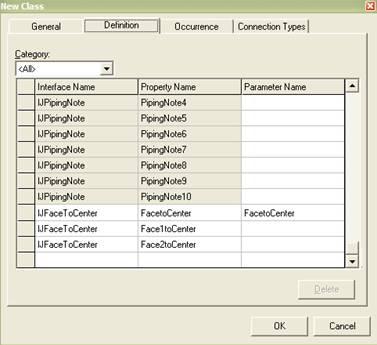 New Class
General Definition Occurrence Connection Types
Category:
<All>
Interface Name Property Name Parameter Name
IJPipingNote PipingNote4
IJPipingNote PipingNote5
IJPipingNote PipingNote6
IJPipingNote PipingNote7
IJPipingNote PipingNote8
IJPipingNote PipingNote9
IJPipingNote PipingNote10
IJFaceToCenter FacetoCenter FacetoCenter
IJFaceToCenter Face1toCenter
IJFaceToCenter Face2toCenter
Delete
OK Cancel